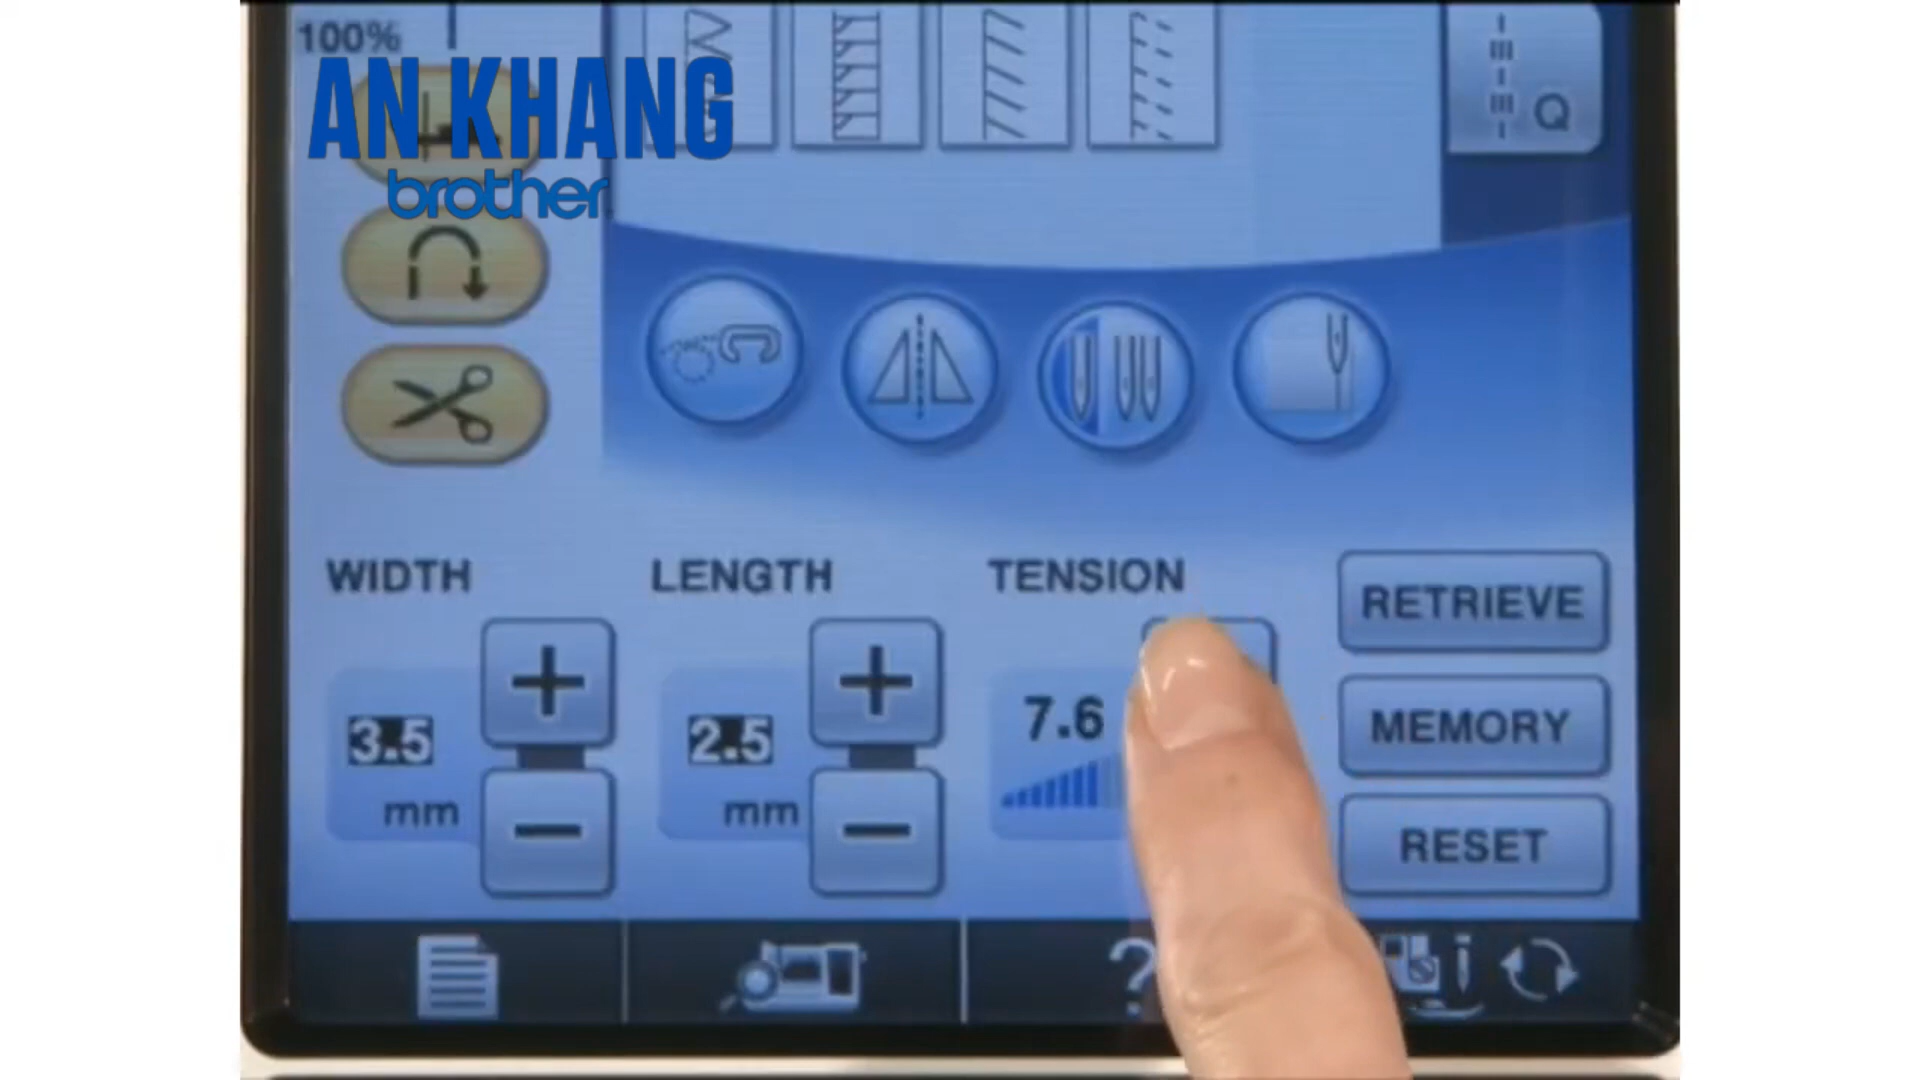 100%
AN KHANG
brother
Q
WIDTH
LENGTH
TENSION
RETRIEVE
3.5
2.5
7.6
MEMORY
mm
mm
RESET
?